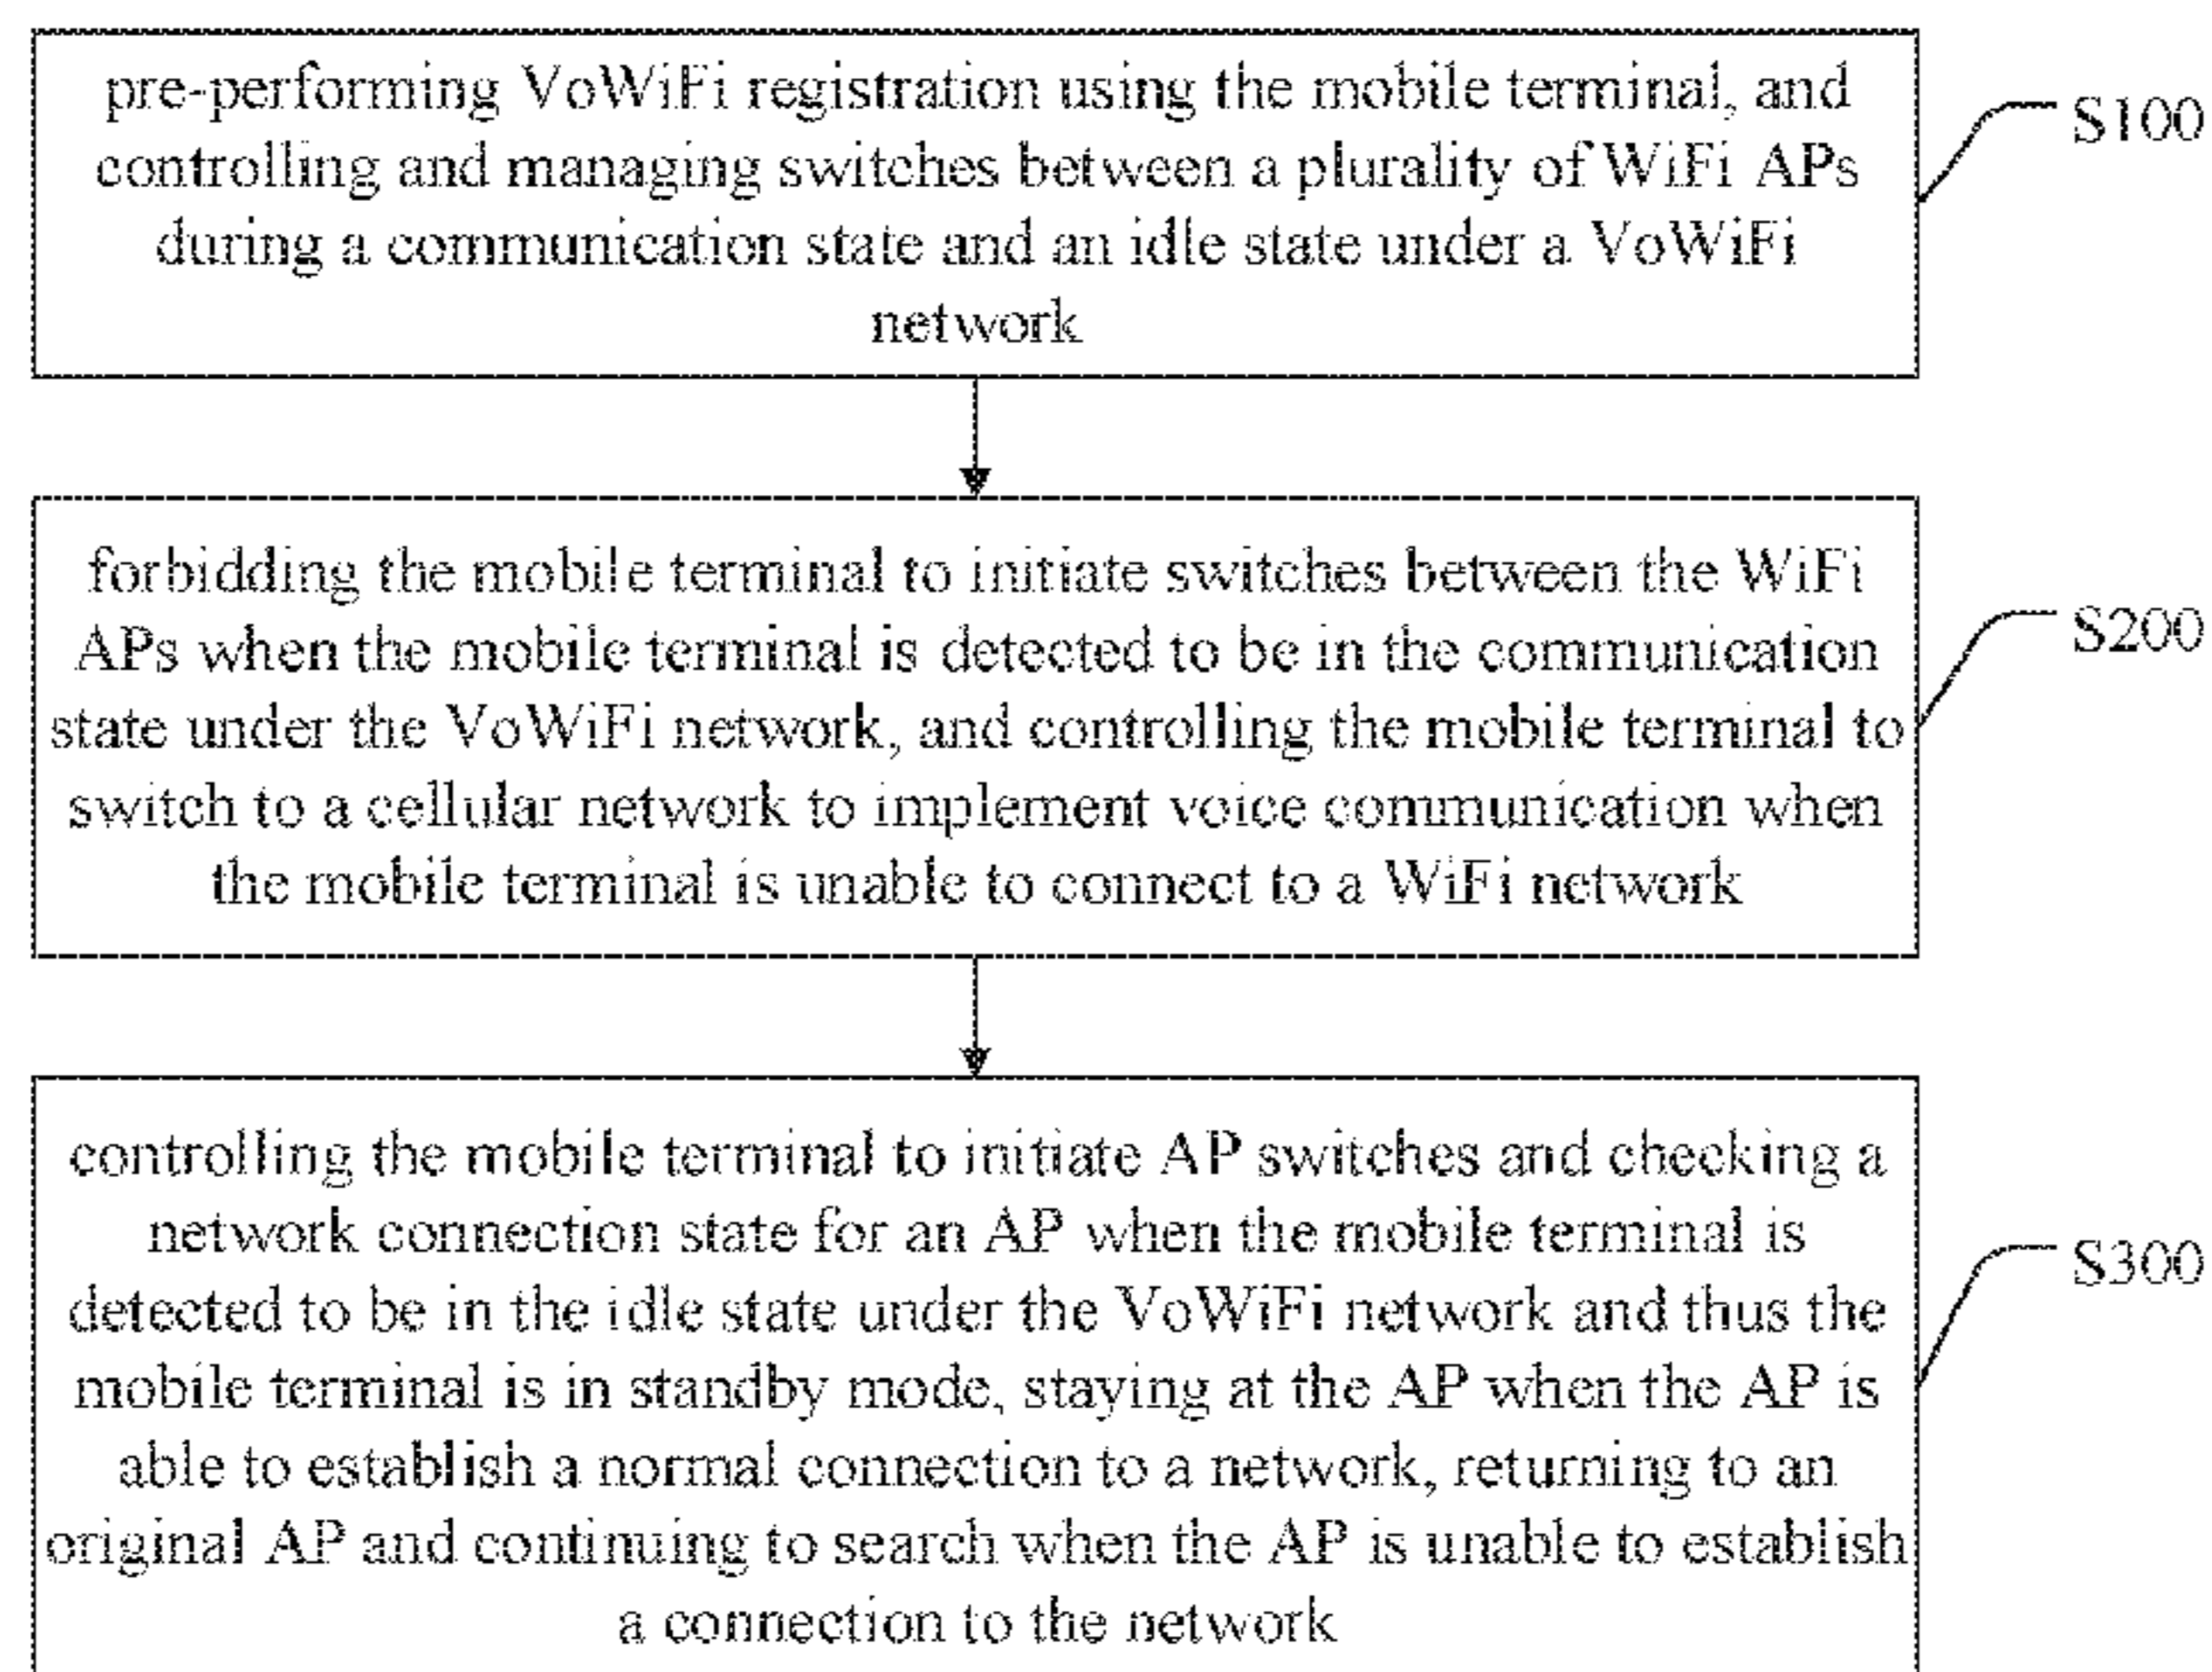 pre-performing VoWiFi registration using the mobile terminal, and
controlling and managing switches between a plurality of WiFi APs
during a communication state and an idle state under a VoWiFi
network
S100
forbidding the mobile terminal to initiate switches between the WiFi
APs when the mobile terminal is detected to be in the communication
state under the VoWiFi network, and controlling the mobile terminal to
switch to a cellular network to implement voice communication when
the mobile terminal is unable to connect to a WiFi network
S200
controlling the mobile terminal to initiate AP switches and checking a
network connection state for an AP when the mobile terminal is
detected to be in the idle state under the VoWiFi network and thus the
mobile terminal is in standby mode, staying at the AP when the AP is
able to establish a normal connection to a network, returning to an
original AP and continuing to search when the AP is unable to establish
a connection to the network
S300